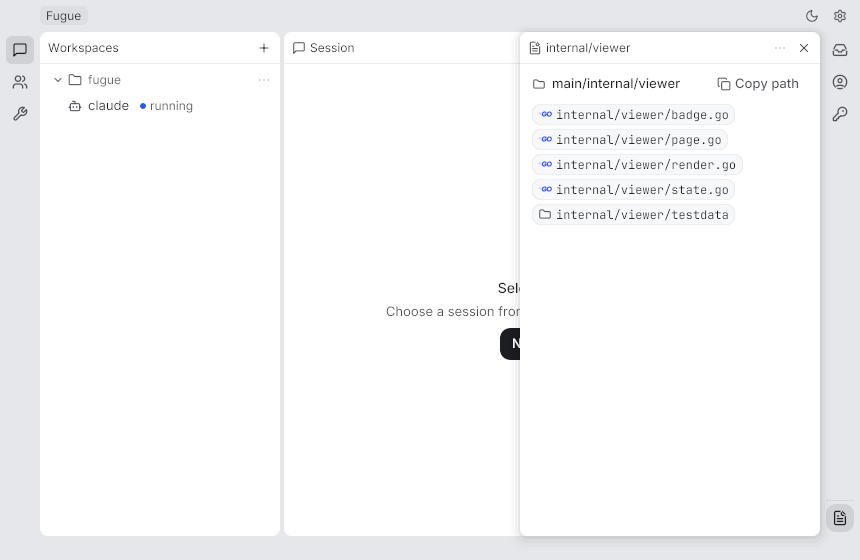 Fugue
Workspaces
fugue
claude running
Session
Choose a session
internal/viewer
main/internal/viewer
Copy path
internal/viewer/badge.go
internal/viewer/page.go
internal/viewer/render.go
internal/viewer/state.go
internal/viewer/testdata